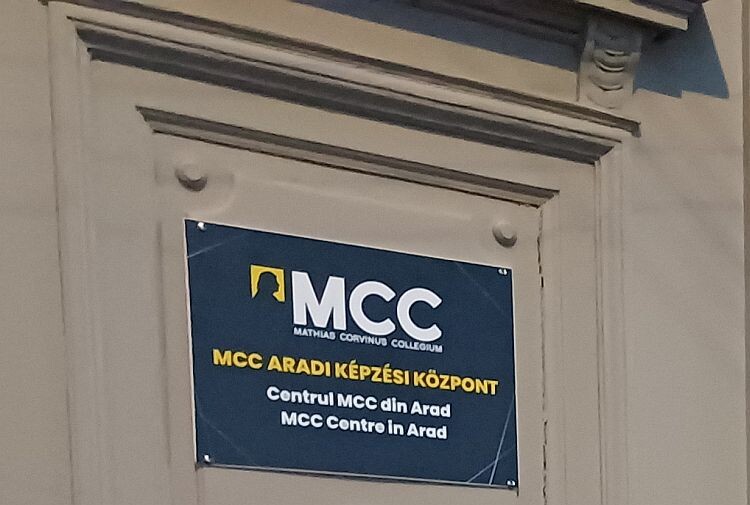 MCC
MATHIAS CORVINUS COLLEGIUM
MCC ARADI KÉPZÉSI KÖZPONT
Centrul MCC din Arad
MCC Centre in Arad